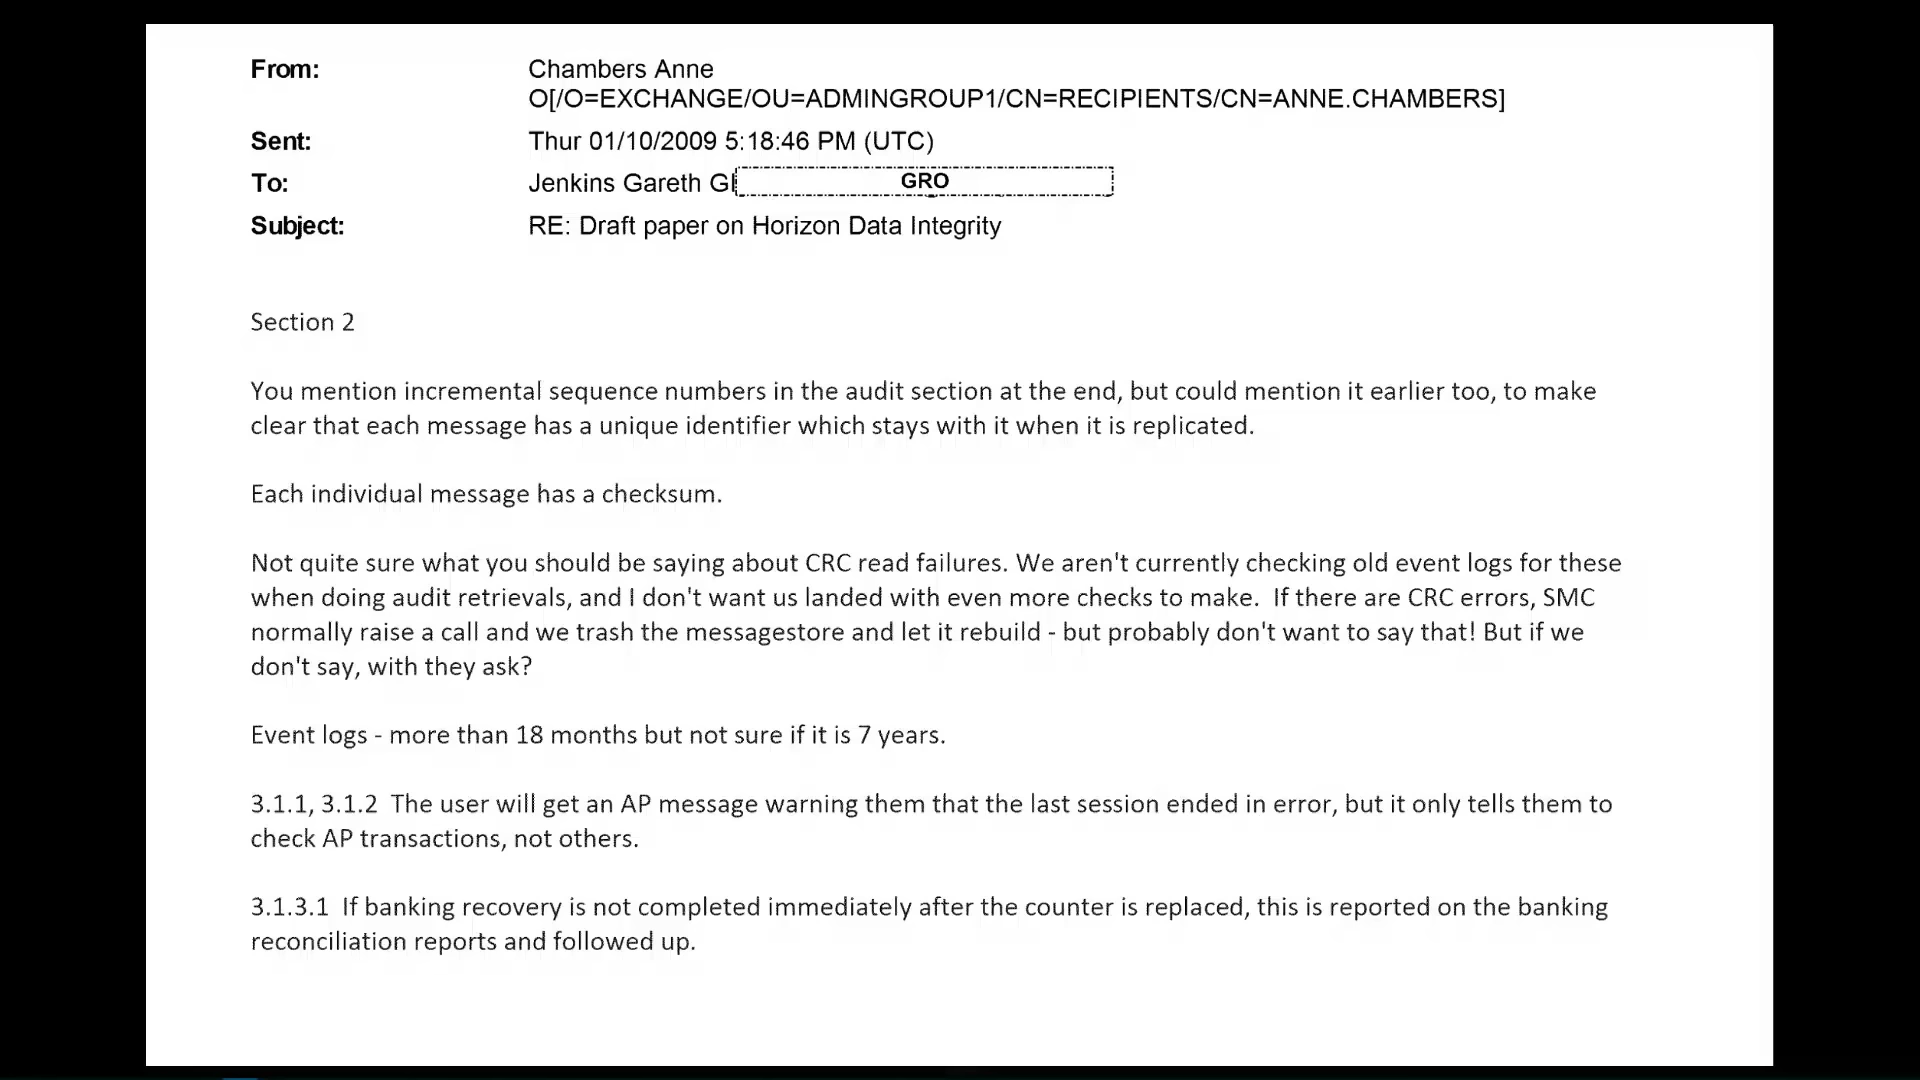 From: Chambers Anne
O[/O=EXCHANGE/OU=ADMINGROUP1/CN=RECIPIENTS/CN=ANNE.CHAMBERS]
Sent: Thur 01/10/2009 5:18:46 PM (UTC)
To: Jenkins Gareth GI GRO
Subject: RE: Draft paper on Horizon Data Integrity
Section 2
You mention incremental sequence numbers in the audit section at the end, but could mention it earlier too, to make
clear that each message has a unique identifier which stays with it when it is replicated.
Each individual message has a checksum.
Not quite sure what you should be saying about CRC read failures. We aren't currently checking old event logs for these
when doing audit retrievals, and I don't want us landed with even more checks to make. If there are CRC errors, SMC
normally raise a call and we trash the messagestore and let it rebuild - but probably don't want to say that! But if we
don't say, with they ask?
Event logs - more than 18 months but not sure if it is 7 years.
3.1.1, 3.1.2 The user will get an AP message warning them that the last session ended in error, but it only tells them to
check AP transactions, not others.
3.1.3.1 If banking recovery is not completed immediately after the counter is replaced, this is reported on the banking
reconciliation reports and followed up.